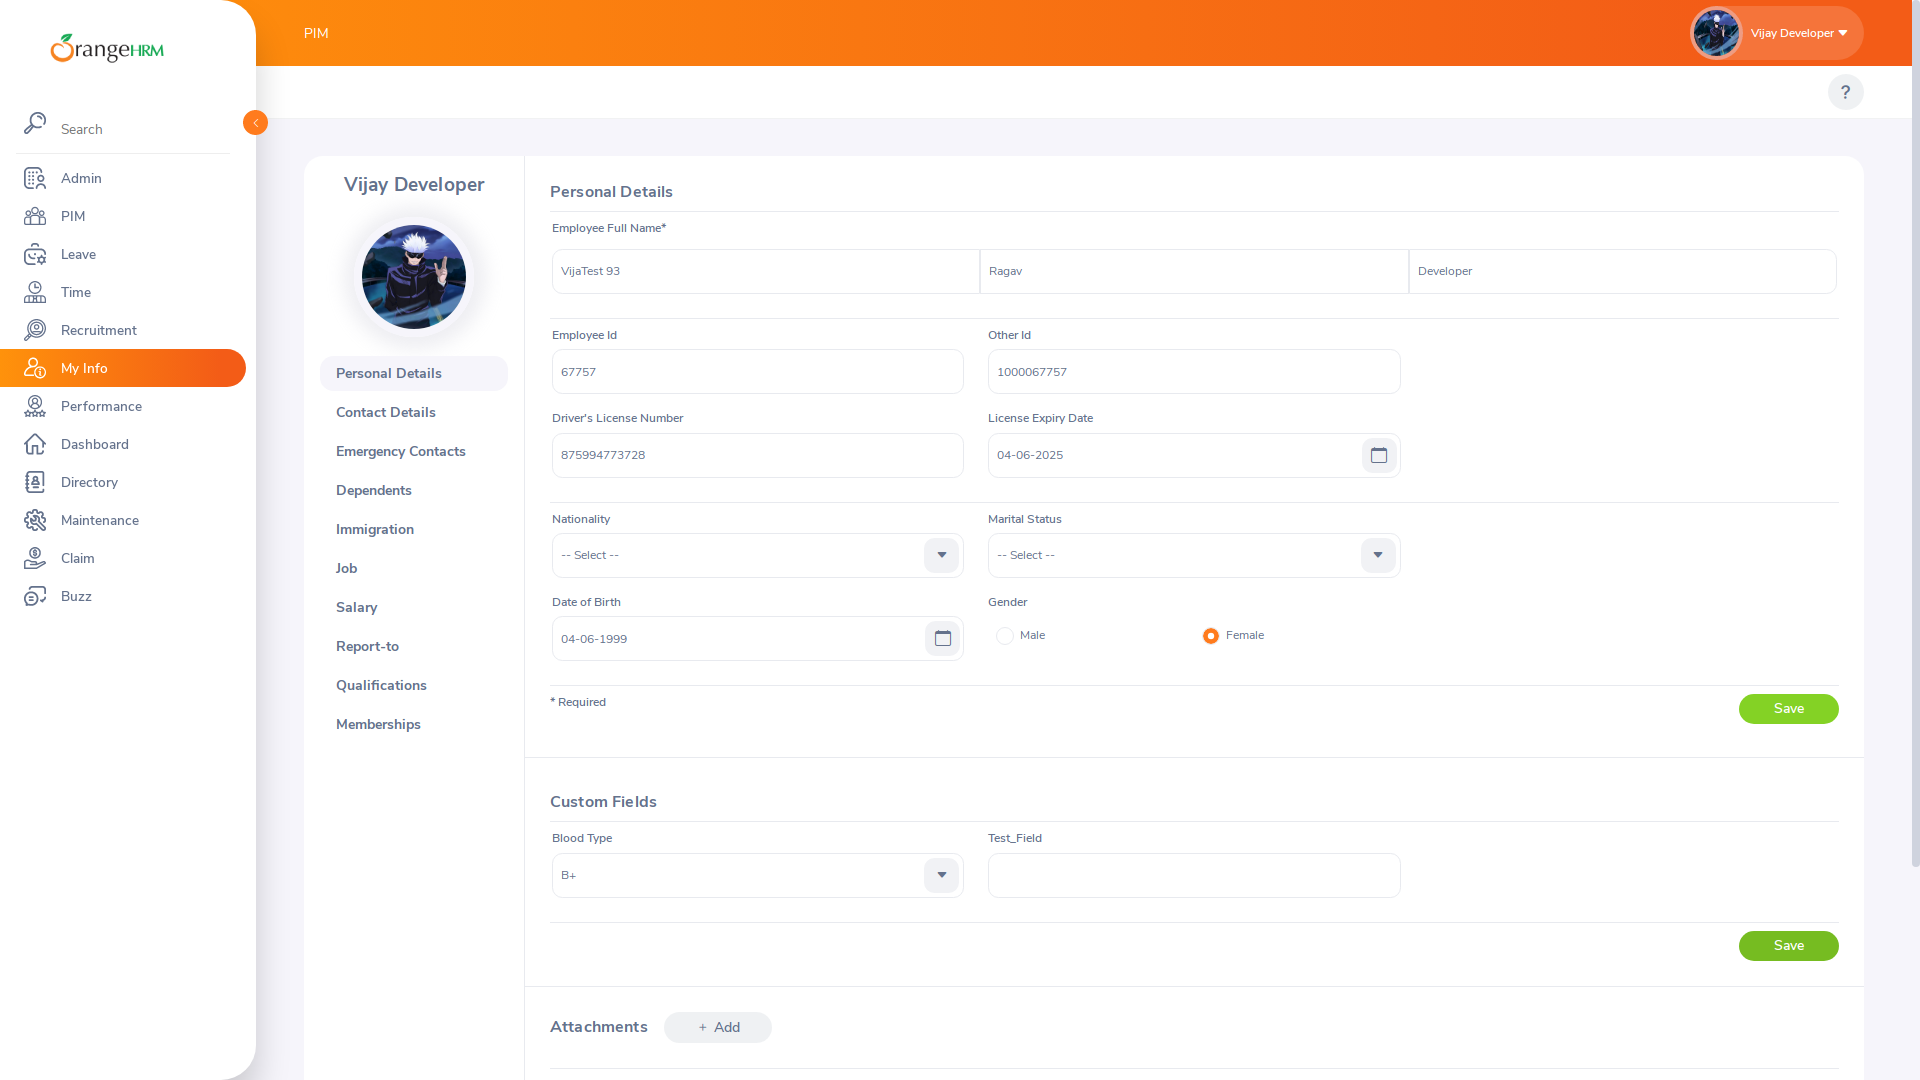 OrangeHRM
PIM
Vijay Developer
?
Search
Admin
PIM
Leave
Time
Recruitment
My Info
Performance
Dashboard
Directory
Maintenance
Claim
Buzz
Vijay Developer
Personal Details
Contact Details
Emergency Contacts
Dependents
Immigration
Job
Salary
Report-to
Qualifications
Memberships
Personal Details
Employee Full Name*
VijaTest 93 Ragav Developer
Employee Id Other Id
67757 1000067757
Driver's License Number License Expiry Date
875994773728 04-06-2025
Nationality Marital Status
-- Select -- -- Select --
Date of Birth Gender
04-06-1999 Male Female
* Required Save
Custom Fields
Blood Type Test_Field
B+
Save
Attachments + Add